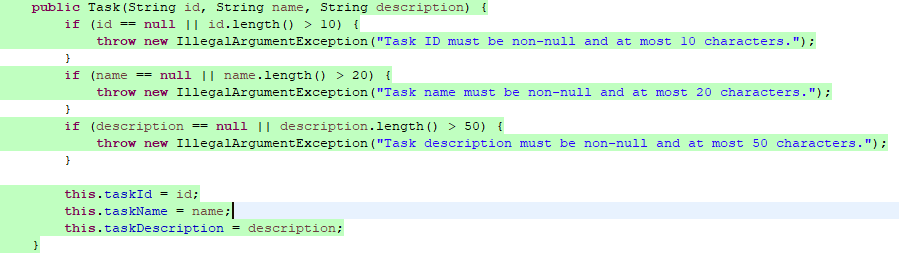 public Task(String id, String name, String description) {
    if (id == null || id.length() > 10) {
        throw new IllegalArgumentException("Task ID must be non-null and at most 10 characters.");
    }
    if (name == null || name.length() > 20) {
        throw new IllegalArgumentException("Task name must be non-null and at most 20 characters.");
    }
    if (description == null || description.length() > 50) {
        throw new IllegalArgumentException("Task description must be non-null and at most 50 characters.");
    }

    this.taskId = id;
    this.taskName = name;
    this.taskDescription = description;
}